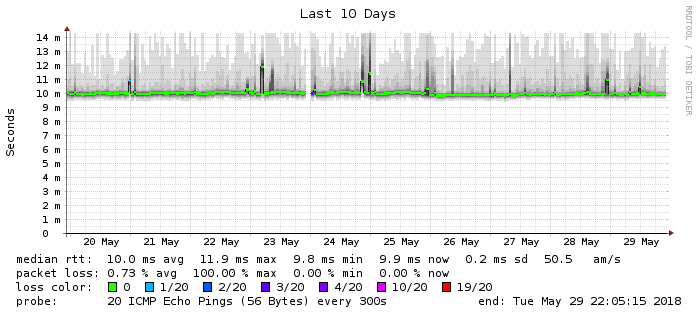 Last 10 Days
RRDTOOL / TOBI OETIKER
Seconds
14 m
13 m
12 m
11 m
10 m
9 m
8 m
7 m
6 m
5 m
4 m
3 m
2 m
1 m
0
20 May 21 May 22 May 23 May 24 May 25 May 26 May 27 May 28 May 29 May
median rtt: 10.0 ms avg 11.9 ms max 9.8 ms min 9.9 ms now 0.2 ms sd 50.5 am/s
packet loss: 0.73 % avg 100.00 % max 0.00 % min 0.00 % now
loss color: 0 1/20 2/20 3/20 4/20 10/20 19/20
probe: 20 ICMP Echo Pings (56 Bytes) every 300s end: Tue May 29 22:05:15 2018